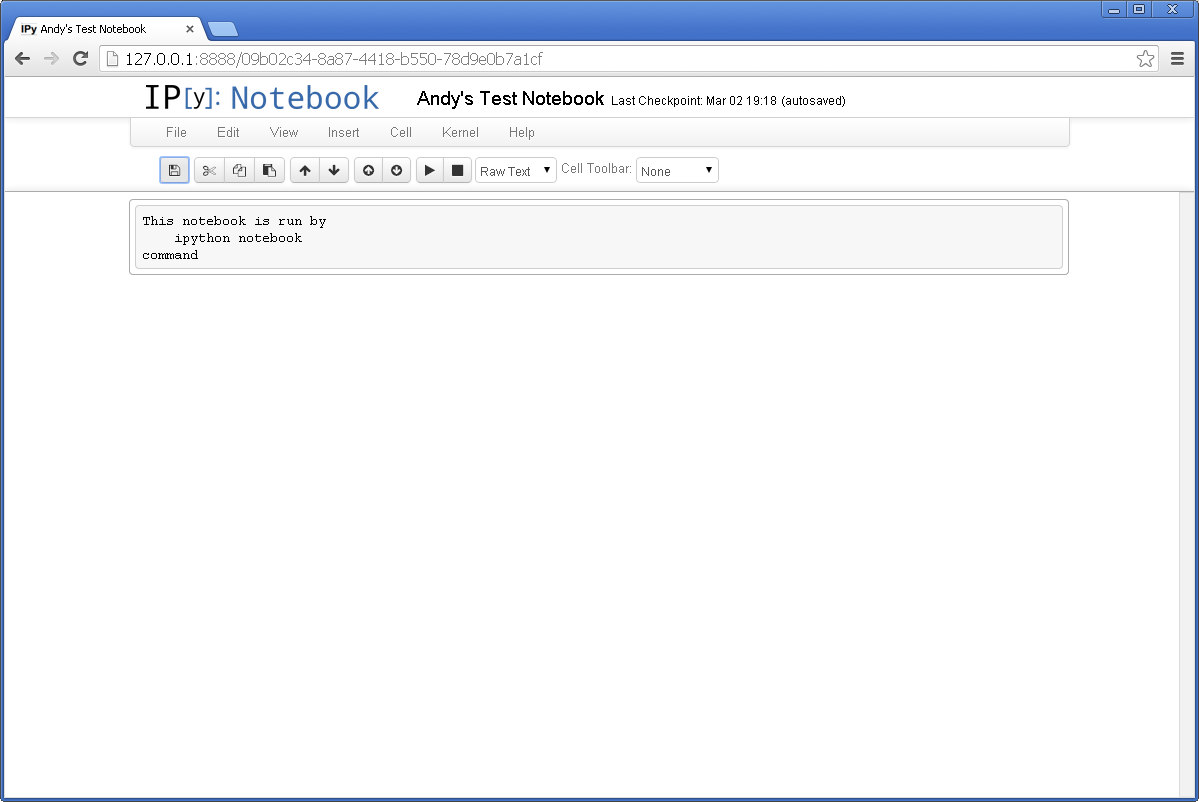 IPy Andy's Test Notebook
127.0.0.1:8888/09b02c34-8a87-4418-b550-78d9e0b7a1cf
IP[y]: Notebook Andy's Test Notebook Last Checkpoint: Mar 02 19:18 (autosaved)
File Edit View Insert Cell Kernel Help
Raw Text Cell Toolbar: None
This notebook is run by
    ipython notebook
command